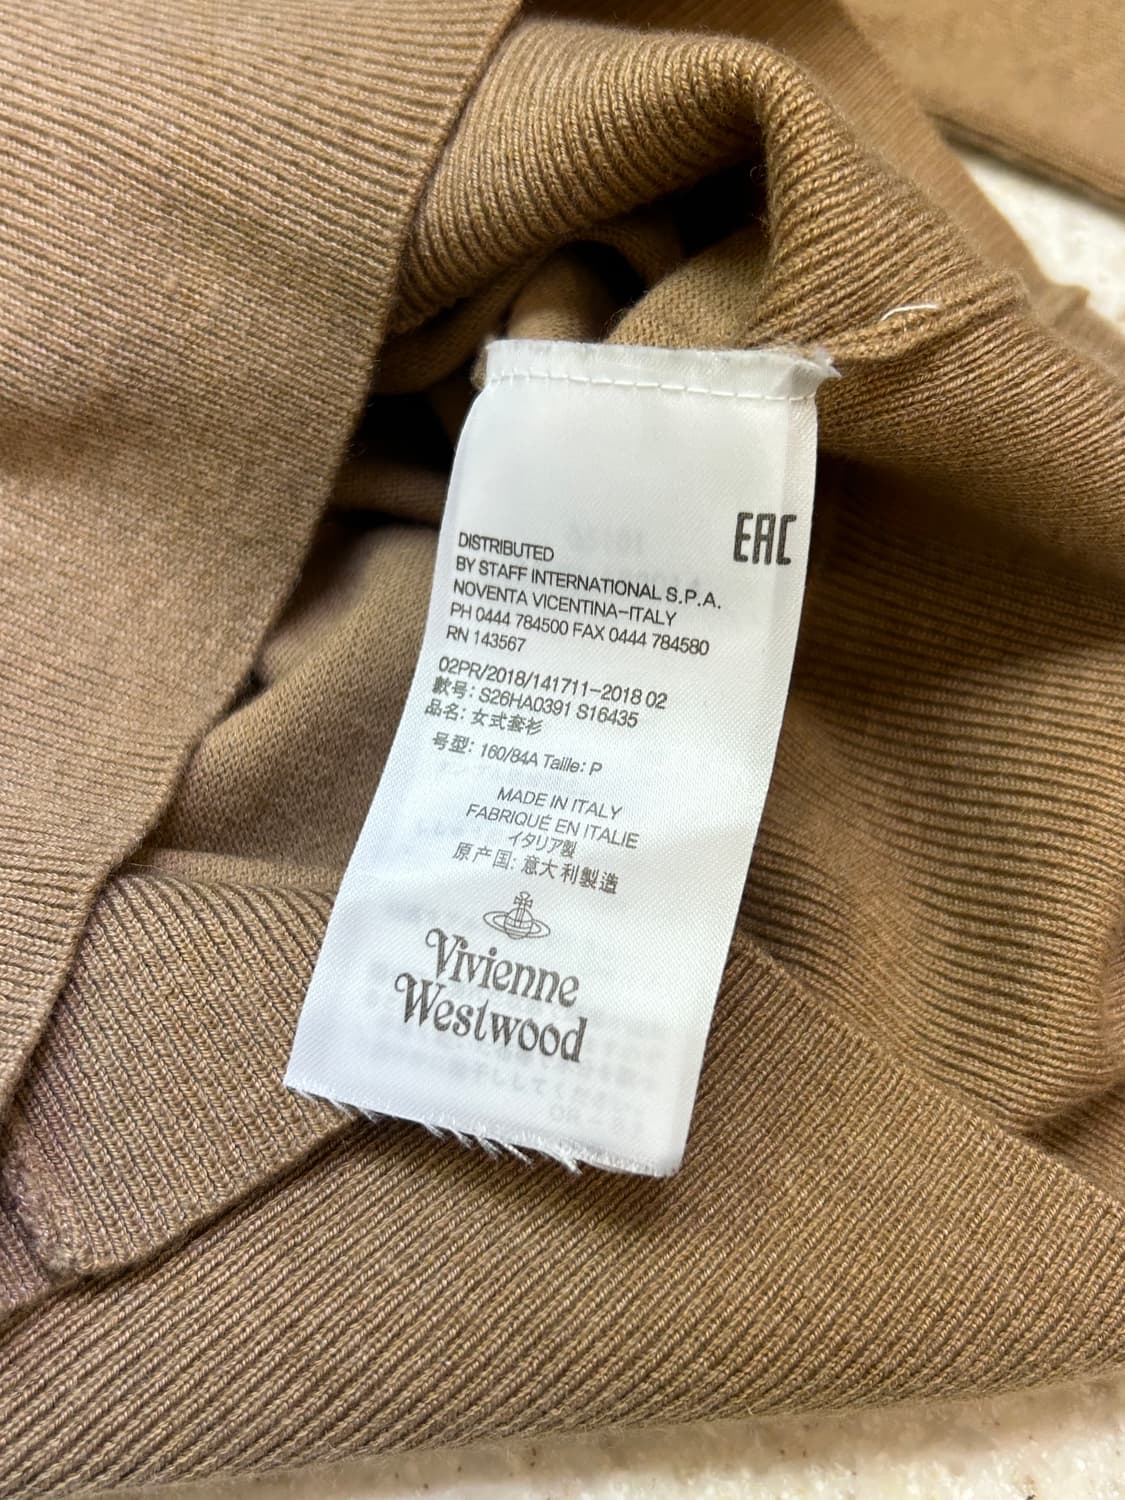 EAC
DISTRIBUTED
BY STAFF INTERNATIONAL S.P.A.
NOVENTA VICENTINA-ITALY
PH 0444 784500 FAX 0444 784580
RN 143567
02PR/2018/141711-2018 02
款号: S26HA0391 S16435
品名: 女式套衫
号型: 160/84A Taille: P
MADE IN ITALY
FABRIQUÉ EN ITALIE
イタリア製
原产国: 意大利製造
Vivienne
Westwood